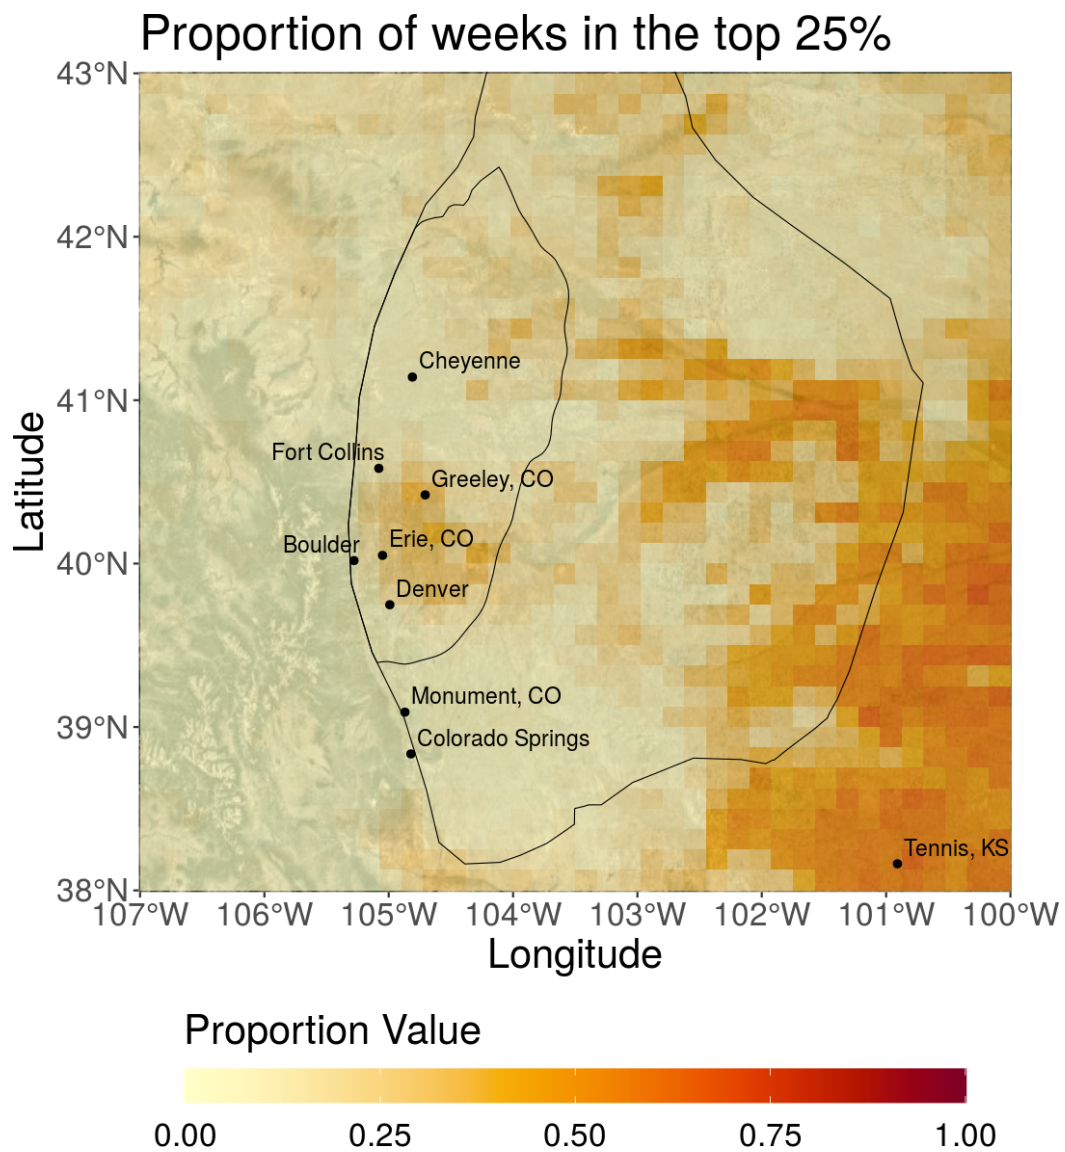 Proportion of weeks in the top 25%
43°N
42°N
41°N
40°N
39°N
38°N
Latitude
Cheyenne
Fort Collins
Greeley, CO
Boulder
Erie, CO
Denver
Monument, CO
Colorado Springs
Tennis, KS
107°W 106°W 105°W 104°W 103°W 102°W 101°W 100°W
Longitude
Proportion Value
0.00 0.25 0.50 0.75 1.00